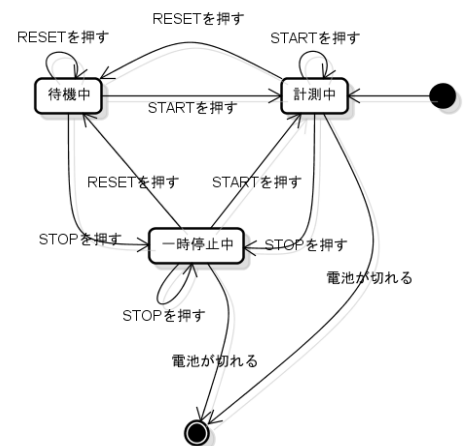 RESETを押す
RESETを押す
STARTを押す
待機中
計測中
STARTを押す
RESETを押す
STARTを押す
STOPを押す
一時停止中
STOPを押す
電池が切れる
STOPを押す
電池が切れる